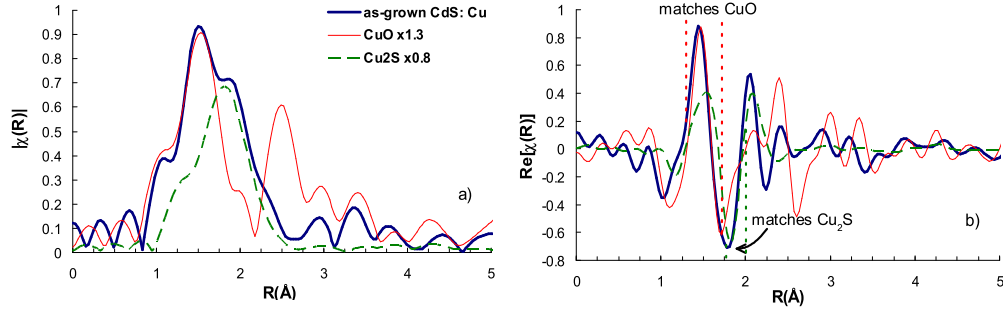 as-grown CdS: Cu
CuO x1.3
Cu2S x0.8
|χ(R)|
1
0.9
0.8
0.7
0.6
0.5
0.4
0.3
0.2
0.1
0
a)
0 1 2 3 4 5
R(Å)
matches CuO
Re[χ(R)]
1
0.8
0.6
0.4
0.2
0
-0.2
-0.4
-0.6
-0.8
matches Cu₂S
b)
0 1 2 3 4 5
R(Å)